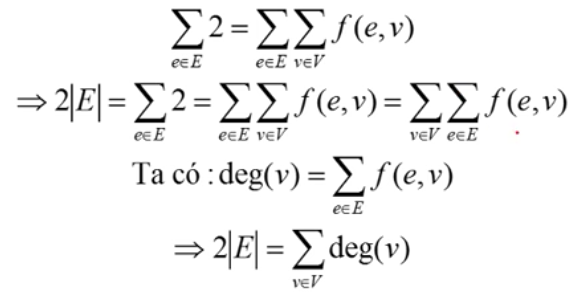 ∑_{e∈E} 2 = ∑_{e∈E} ∑_{v∈V} f(e,v)
⇒ 2|E| = ∑_{e∈E} 2 = ∑_{e∈E} ∑_{v∈V} f(e,v) = ∑_{v∈V} ∑_{e∈E} f(e,v)
Ta có : deg(v) = ∑_{e∈E} f(e,v)
⇒ 2|E| = ∑_{v∈V} deg(v)